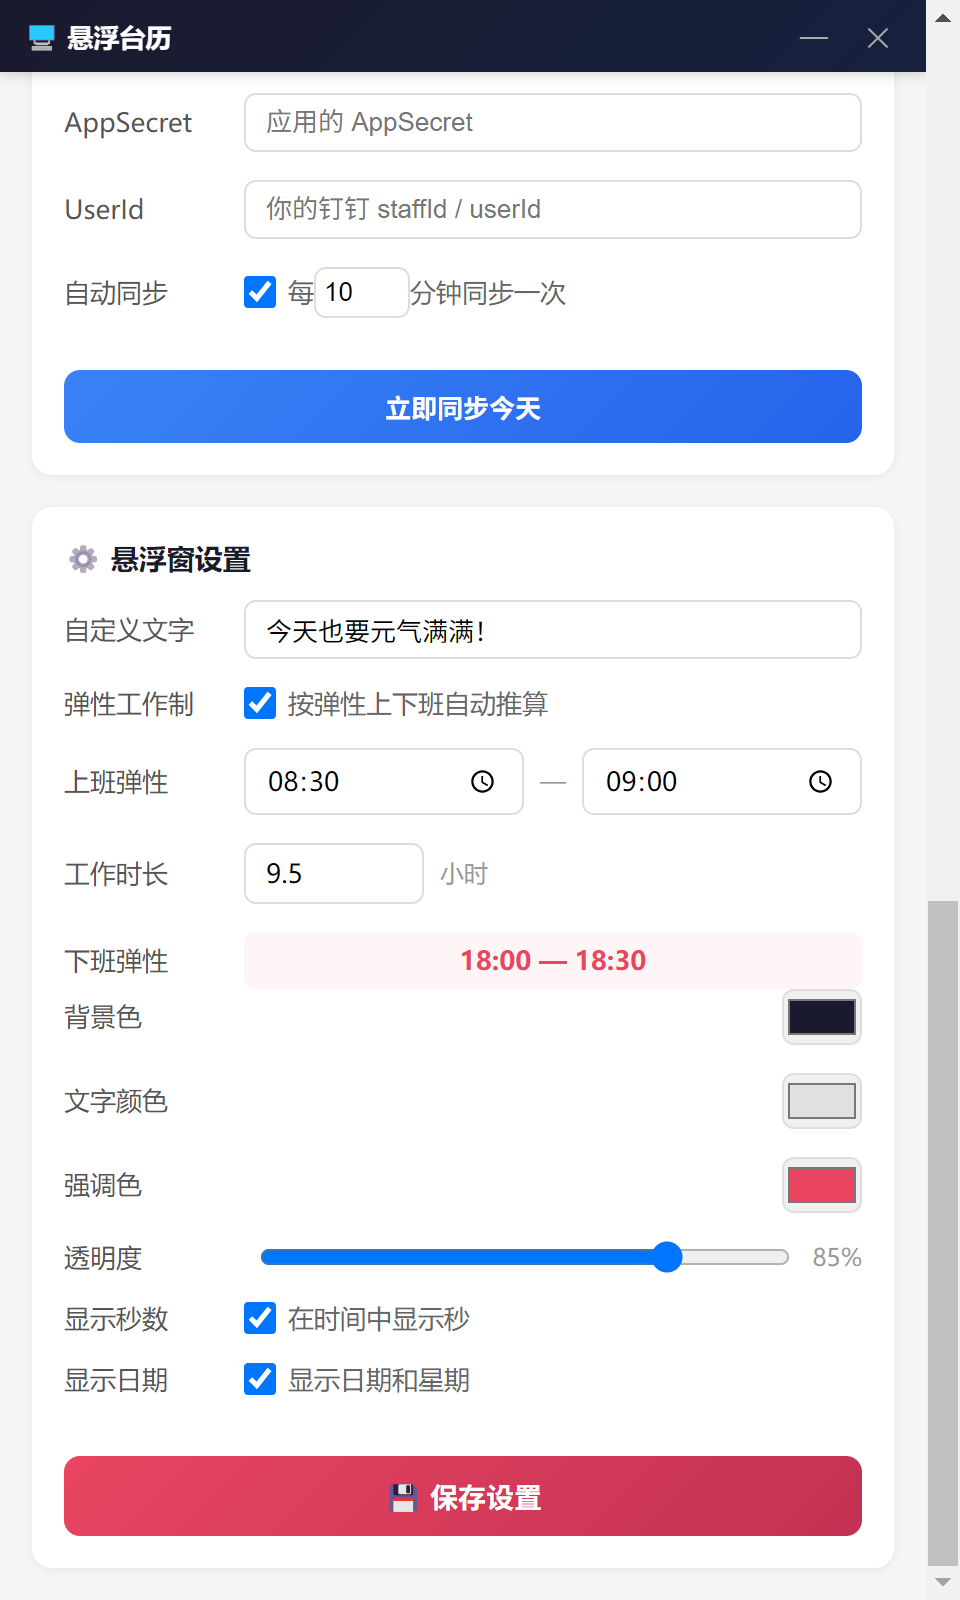 悬浮台历
AppSecret 应用的 AppSecret
UserId 你的钉钉 staffId / userId
自动同步 每 10 分钟同步一次
立即同步今天
悬浮窗设置
自定义文字 今天也要元气满满!
弹性工作制 按弹性上下班自动推算
上班弹性 08:30 — 09:00
工作时长 9.5 小时
下班弹性 18:00 — 18:30
背景色
文字颜色
强调色
透明度 85%
显示秒数 在时间中显示秒
显示日期 显示日期和星期
保存设置